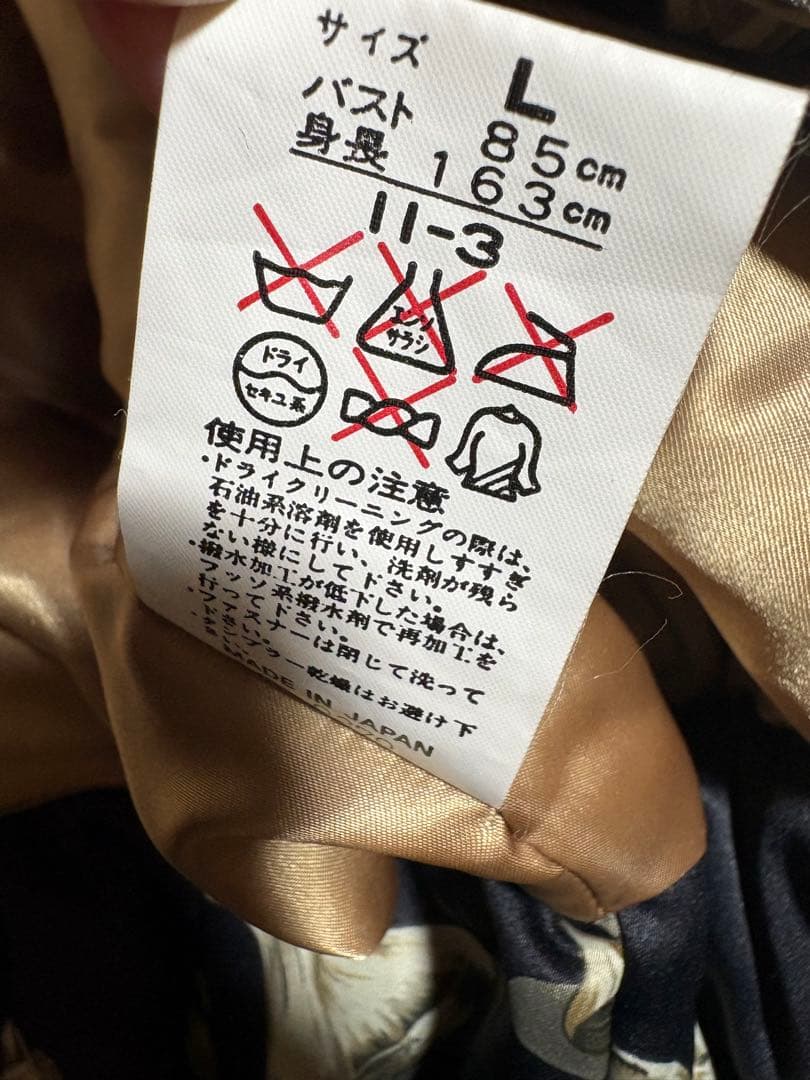 サイズ L
バスト 85cm
身長 163cm
11-3
エンソ
サラシ
ドライ
セキユ系
使用上の注意
・ドライクリーニングの際は、
石油系溶剤を使用しすすぎ
を十分に行い、洗剤が残ら
ない様にして下さい。
・撥水加工が低下した場合は、
フッソ系撥水剤で再加工を
行って下さい。
・ファスナーは閉じて洗って
下さい。
・タンブラー乾燥はお避け下
MADE IN JAPAN